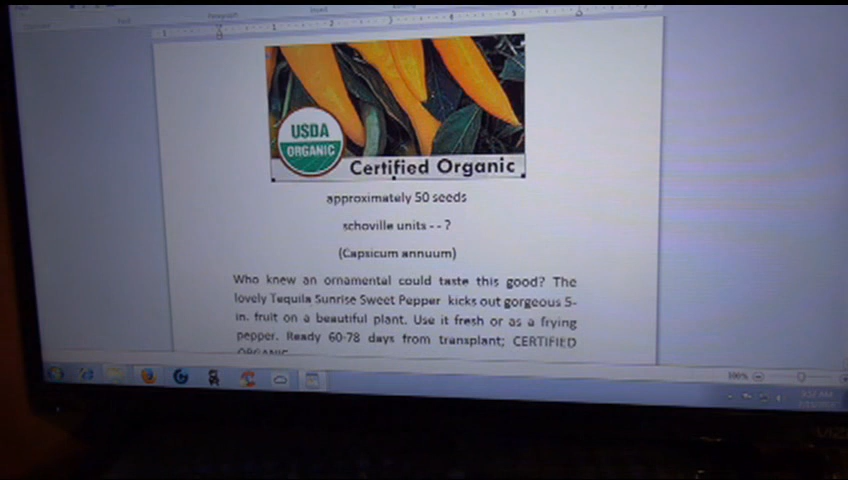 USDA
ORGANIC
Certified Organic
approximately 50 seeds
schoville units - - ?
(Capsicum annuum)
Who knew an ornamental could taste this good? The
lovely Tequila Sunrise Sweet Pepper kicks out gorgeous 5-
in. fruit on a beautiful plant. Use it fresh or as a frying
pepper. Ready 60-78 days from transplant; CERTIFIED
ORGANIC
100%